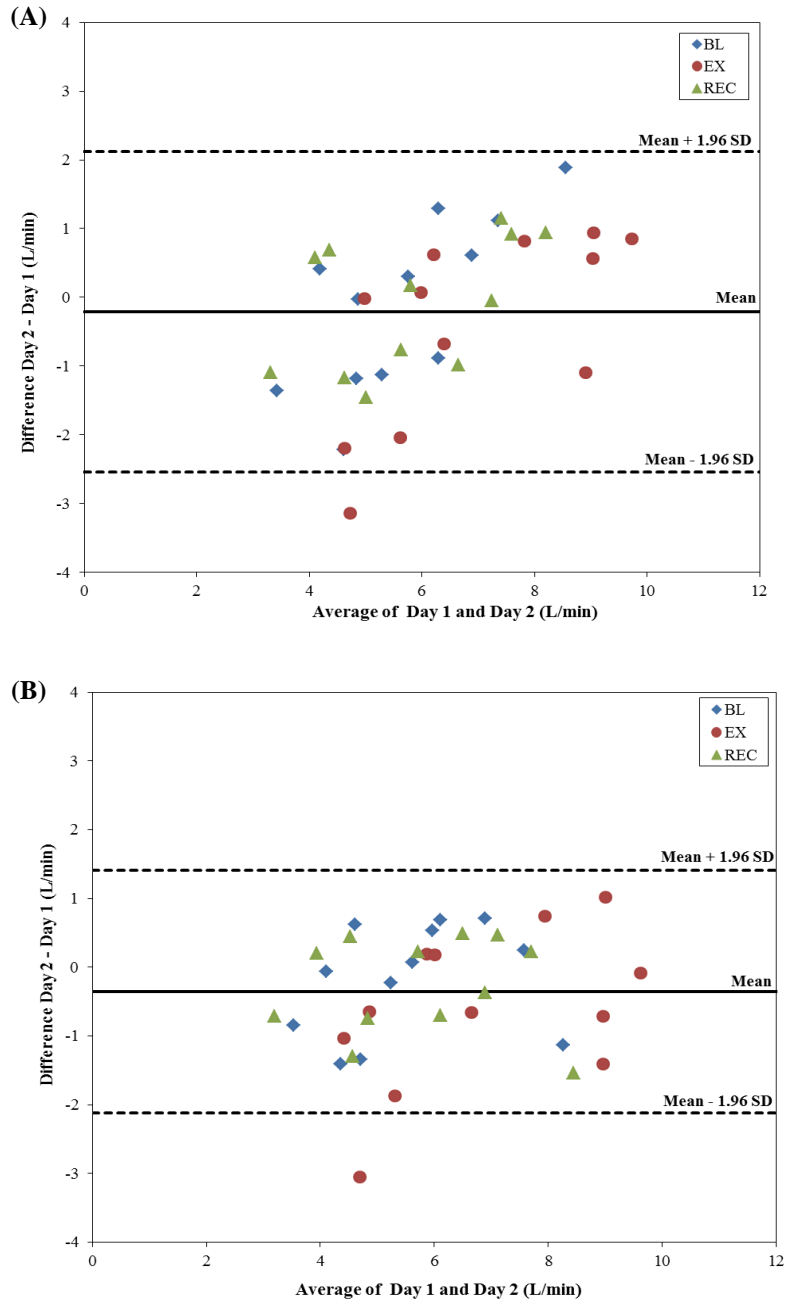 (A)
4
3
2
1
0
-1
-2
-3
-4
0 2 4 6 8 10 12
BL
EX
REC
Mean + 1.96 SD
Mean
Mean - 1.96 SD
Difference Day 2 - Day 1 (L/min)
Average of Day 1 and Day 2 (L/min)
(B)
4
3
2
1
0
-1
-2
-3
-4
0 2 4 6 8 10 12
BL
EX
REC
Mean + 1.96 SD
Mean
Mean - 1.96 SD
Difference Day 2 - Day 1 (L/min)
Average of Day 1 and Day 2 (L/min)